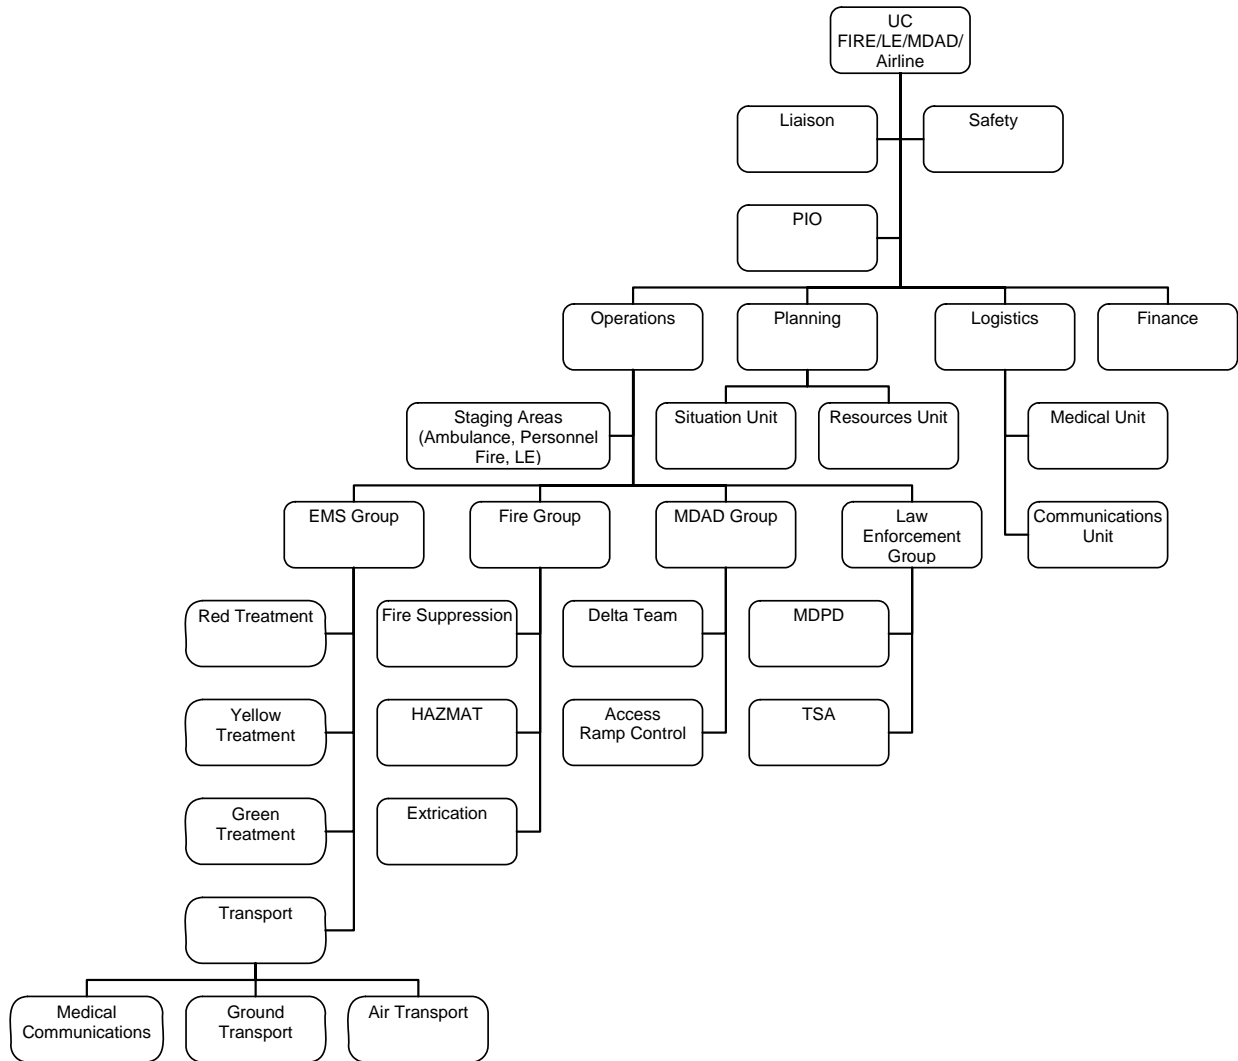 UC
FIRE/LE/MDAD/
Airline
Liaison
Safety
PIO
Operations
Planning
Logistics
Finance
Staging Areas
(Ambulance, Personnel
Fire, LE)
Situation Unit
Resources Unit
Medical Unit
EMS Group
Fire Group
MDAD Group
Law
Enforcement
Group
Communications
Unit
Red Treatment
Fire Suppression
Delta Team
MDPD
Yellow
Treatment
HAZMAT
Access
Ramp Control
TSA
Green
Treatment
Extrication
Transport
Medical
Communications
Ground
Transport
Air Transport